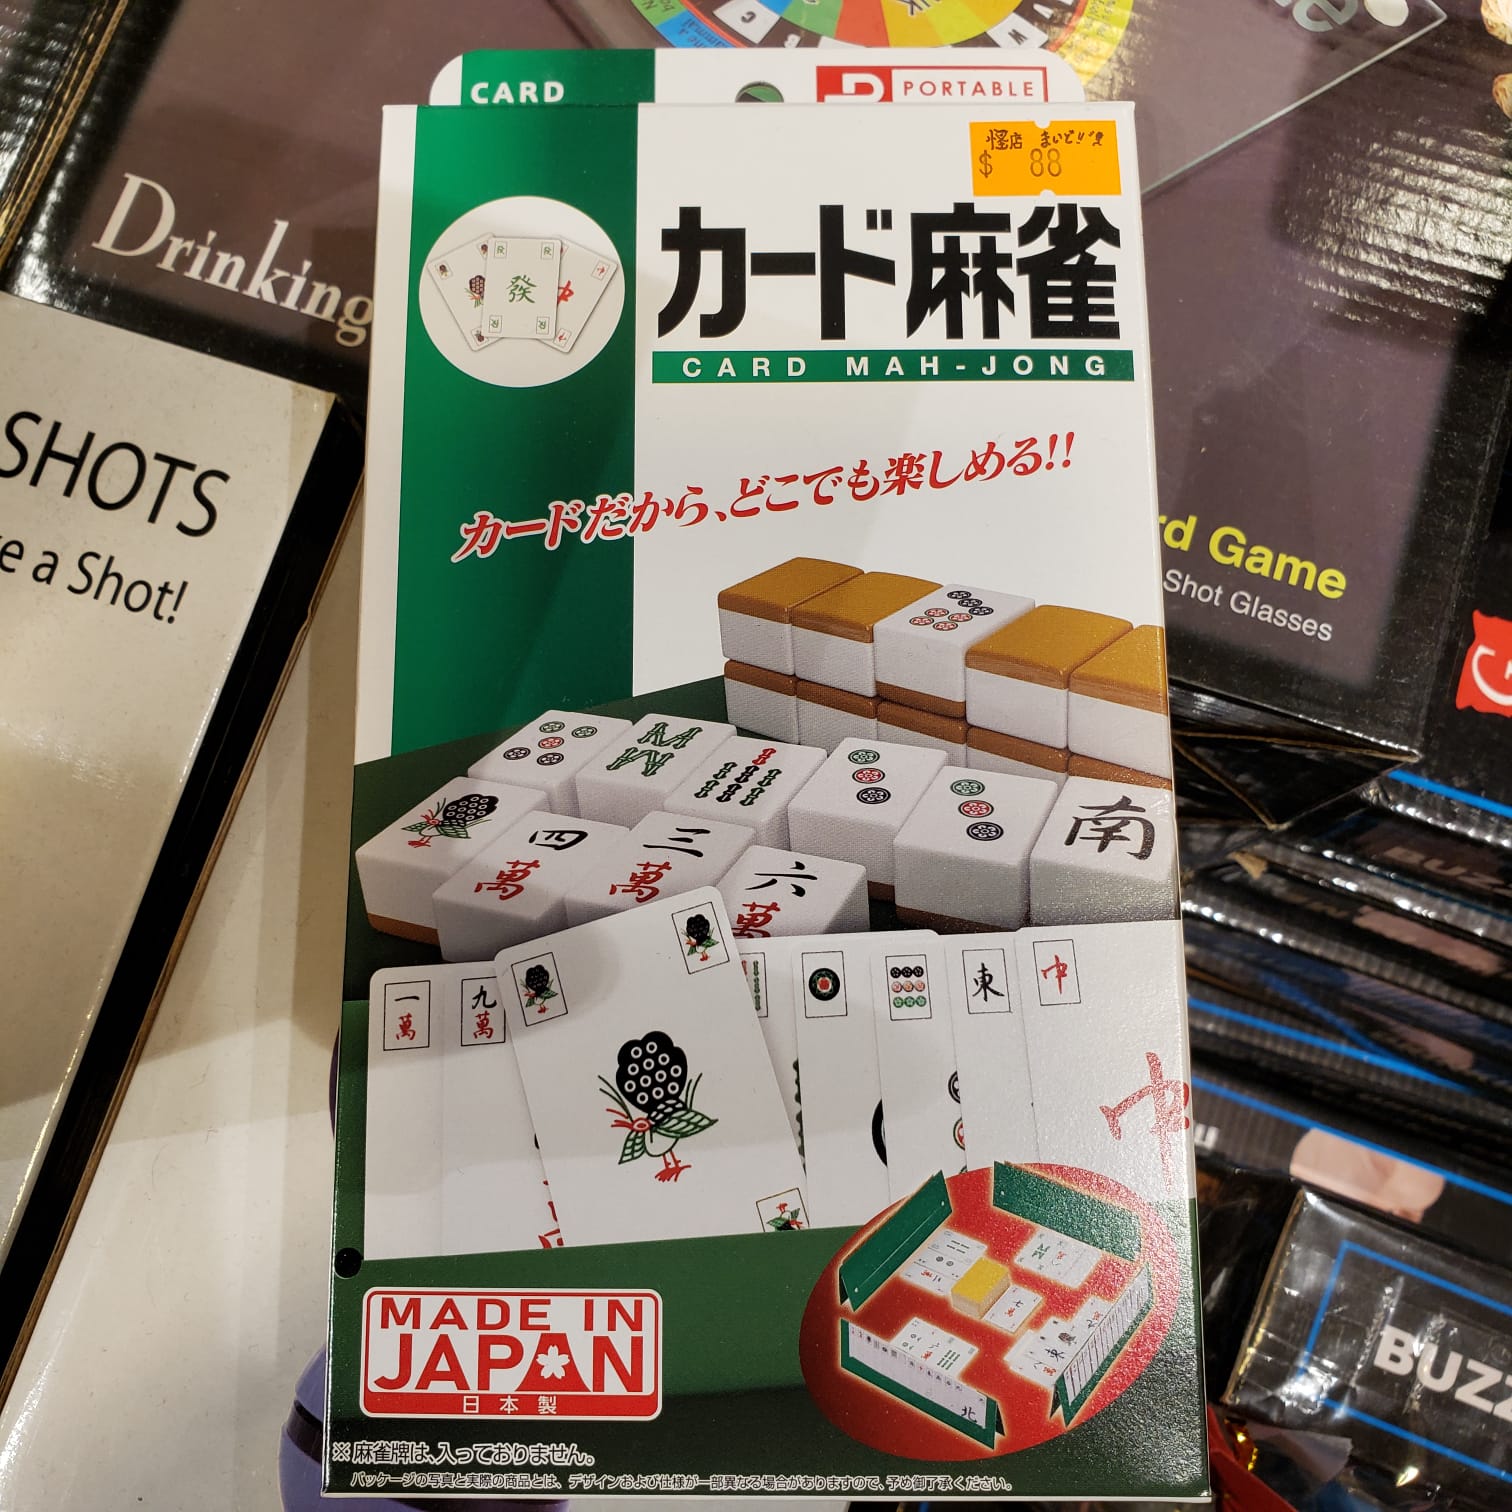 CARD
PORTABLE
$ 88
カード麻雀
CARD MAH-JONG
カードだから、どこでも楽しめる!!
Drinking
SHOTS
e a Shot!
rd Game
Shot Glasses
發
中
南
四
萬
三
萬
六
萬
一
萬
九
萬
東
中
中
北
MADE IN
JAPAN
日本製
BUZZ
※麻雀牌は、入っておりません。
パッケージの写真と実際の商品とは、デザインおよび仕様が一部異なる場合がありますので、予め御了承ください。